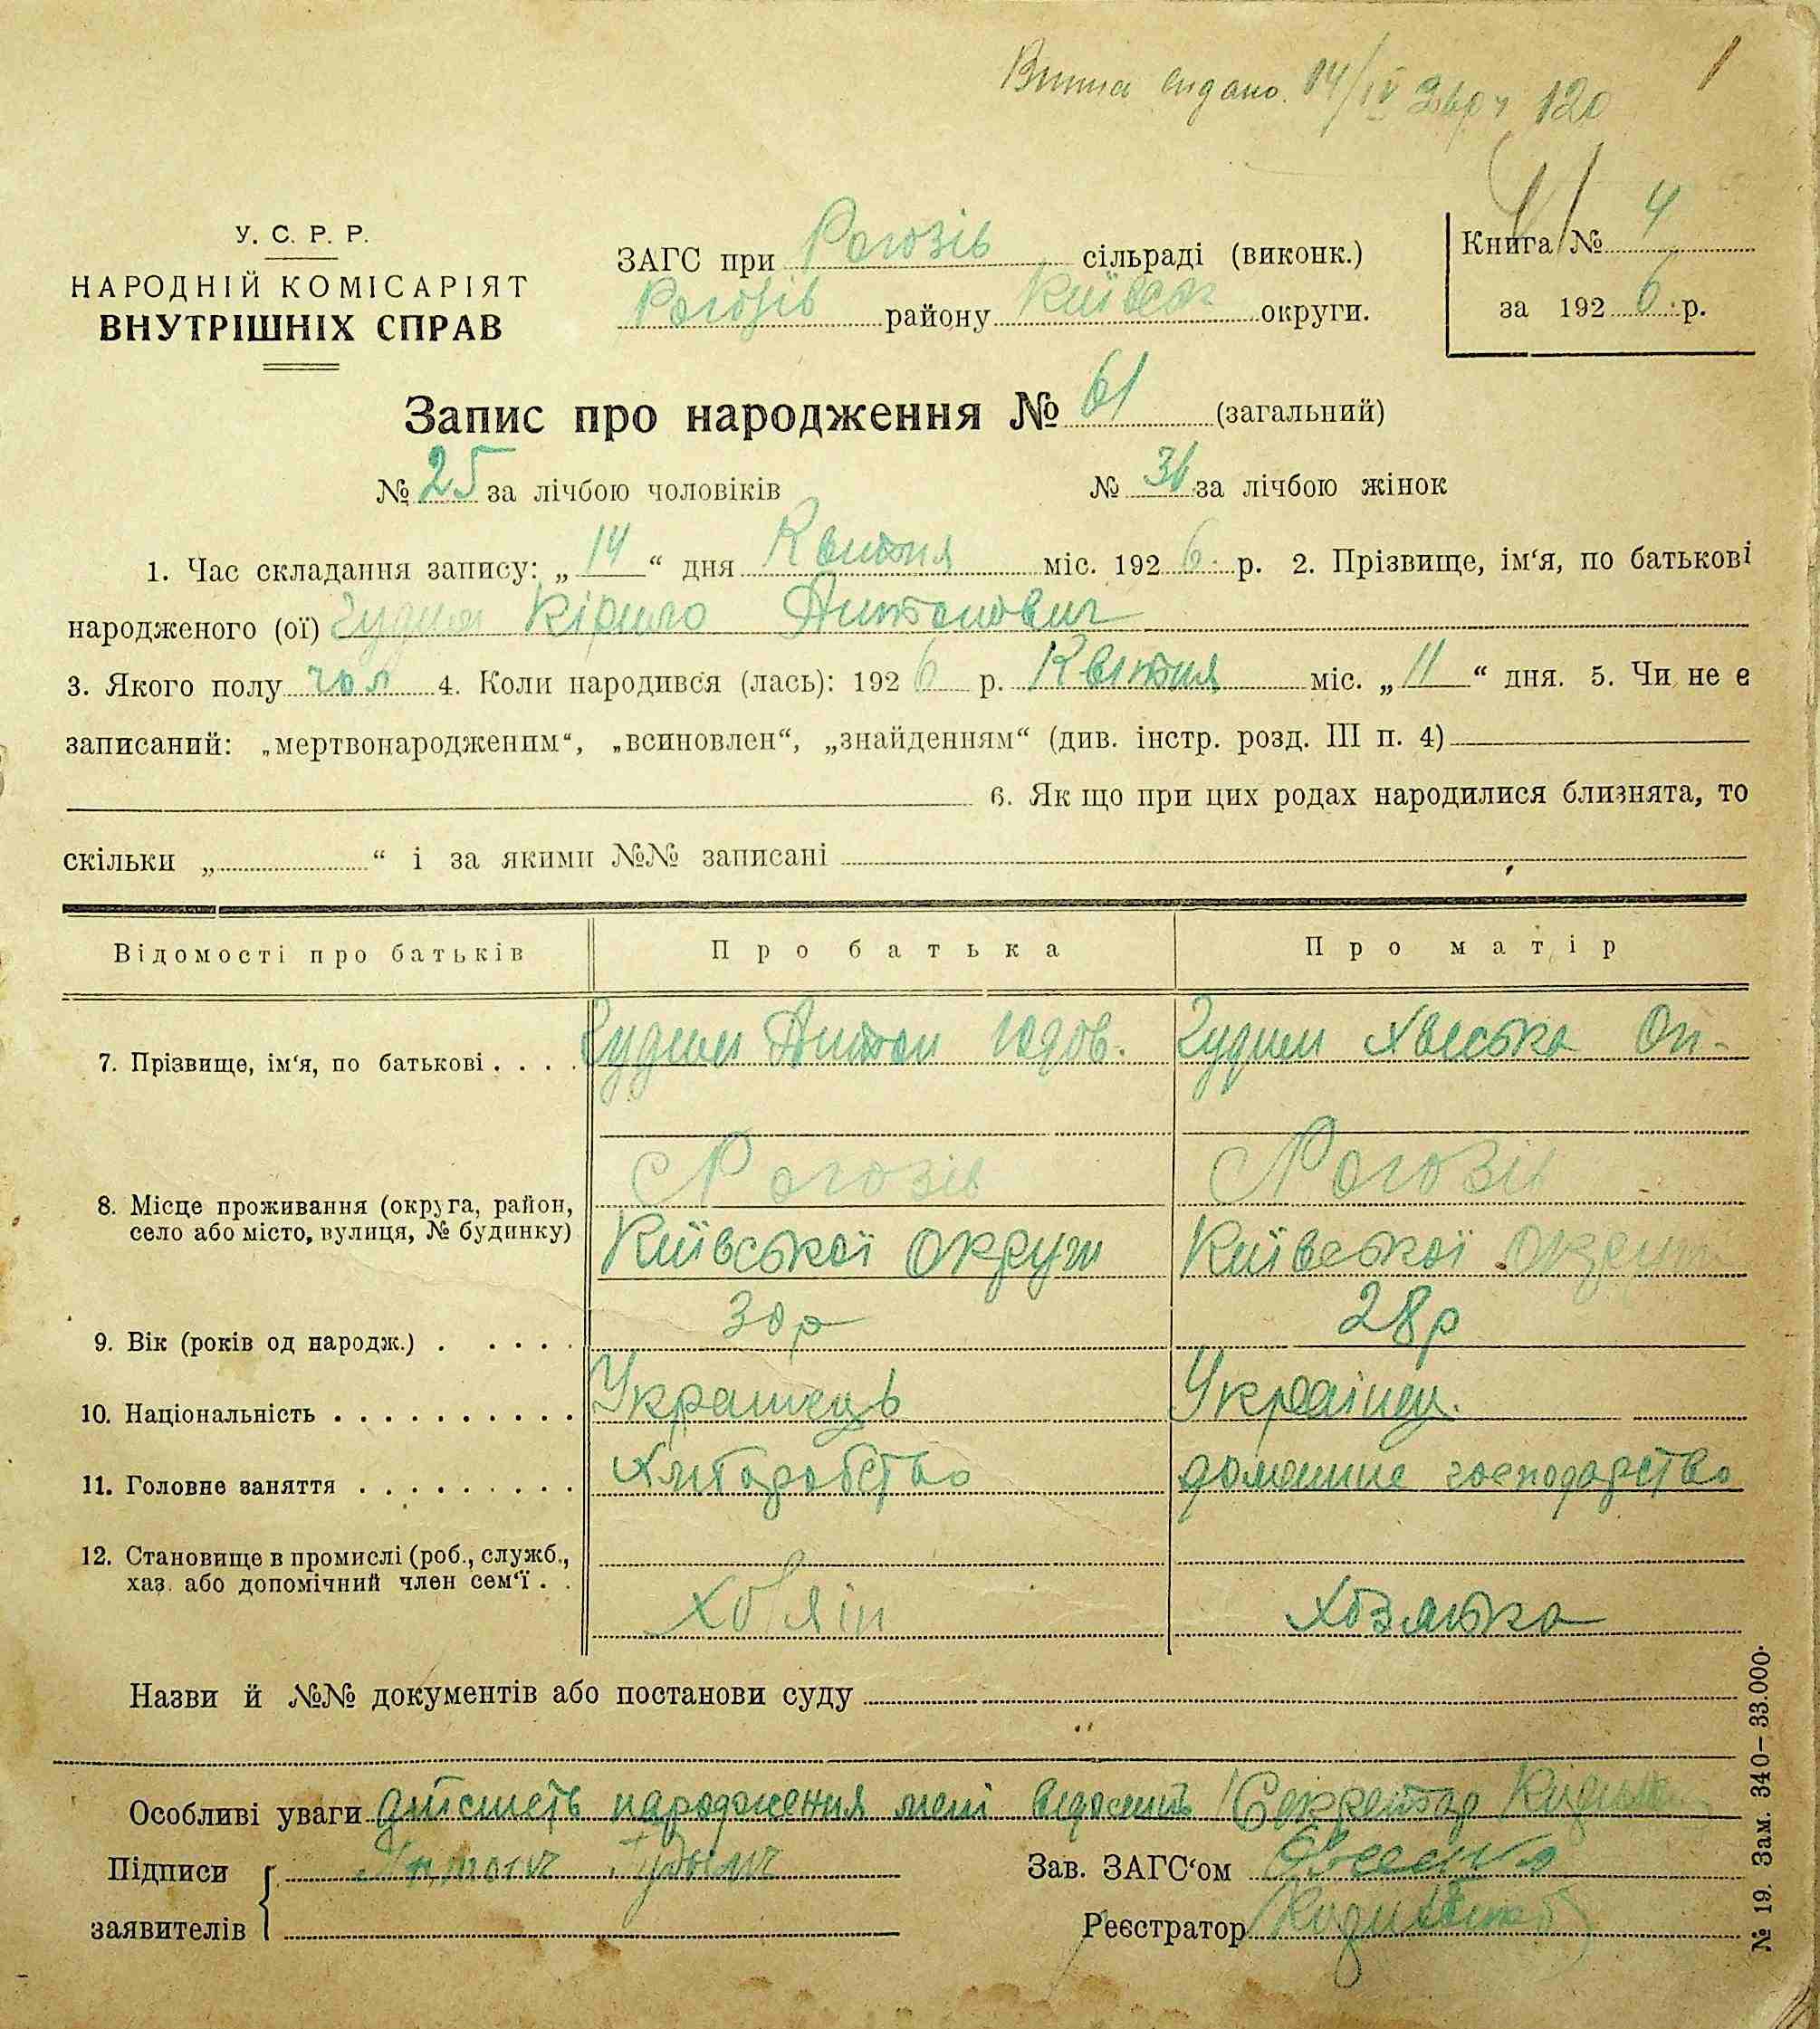 видано. 14/IV 120
1
У. С. Р. Р.
НАРОДНІЙ КОМІСАРІЯТ
ВНУТРІШНІХ СПРАВ
ЗАГС при Рогозів сільраді (виконк.)
Рогозів району Київськ округи.
Книга № 4
за 1926 р.
Запис про народження № 61 (загальний)
№ 25 за лічбою чоловіків № 36 за лічбою жінок
1. Час складання запису: „14“ дня Квітня міс. 1926 р. 2. Прізвище, ім‘я, по батькові
народженого (ої) Гудим Кірило Антонович
3. Якого полу чол 4. Коли народився (лась): 1926 р. Квітня міс. „11“ дня. 5. Чи не є
записаний: „мертвонародженим“, „всиновлен“, „знайденням“ (див. інстр. розд. III п. 4)
6. Як що при цих родах народилися близнята, то
скільки „ “ і за якими №№ записані
Відомості про батьків Про батька Про матір
7. Прізвище, ім‘я, по батькові Гудим Антон Гудим Хвеська Он-
Рогозів Рогозів
8. Місце проживання (округа, район,
село або місто, вулиця, № будинку) Київської округи Київської округи
9. Вік (років од народж.) 30 р 28 р
10. Національність Украінець Украінец.
11. Головне заняття Хліборобство домашнє господарство
12. Становище в промислі (роб., служб.,
хаз. або допомічний член сем‘ї
Хозяін Хозяйка
Назви й №№ документів або постанови суду
Особливі уваги дійсність народження мені відомий Секретар
Підписи Антон Гудим Зав. ЗАГС‘ом
заявителів Реєстратор
№ 19. Зам. 340–33.000.